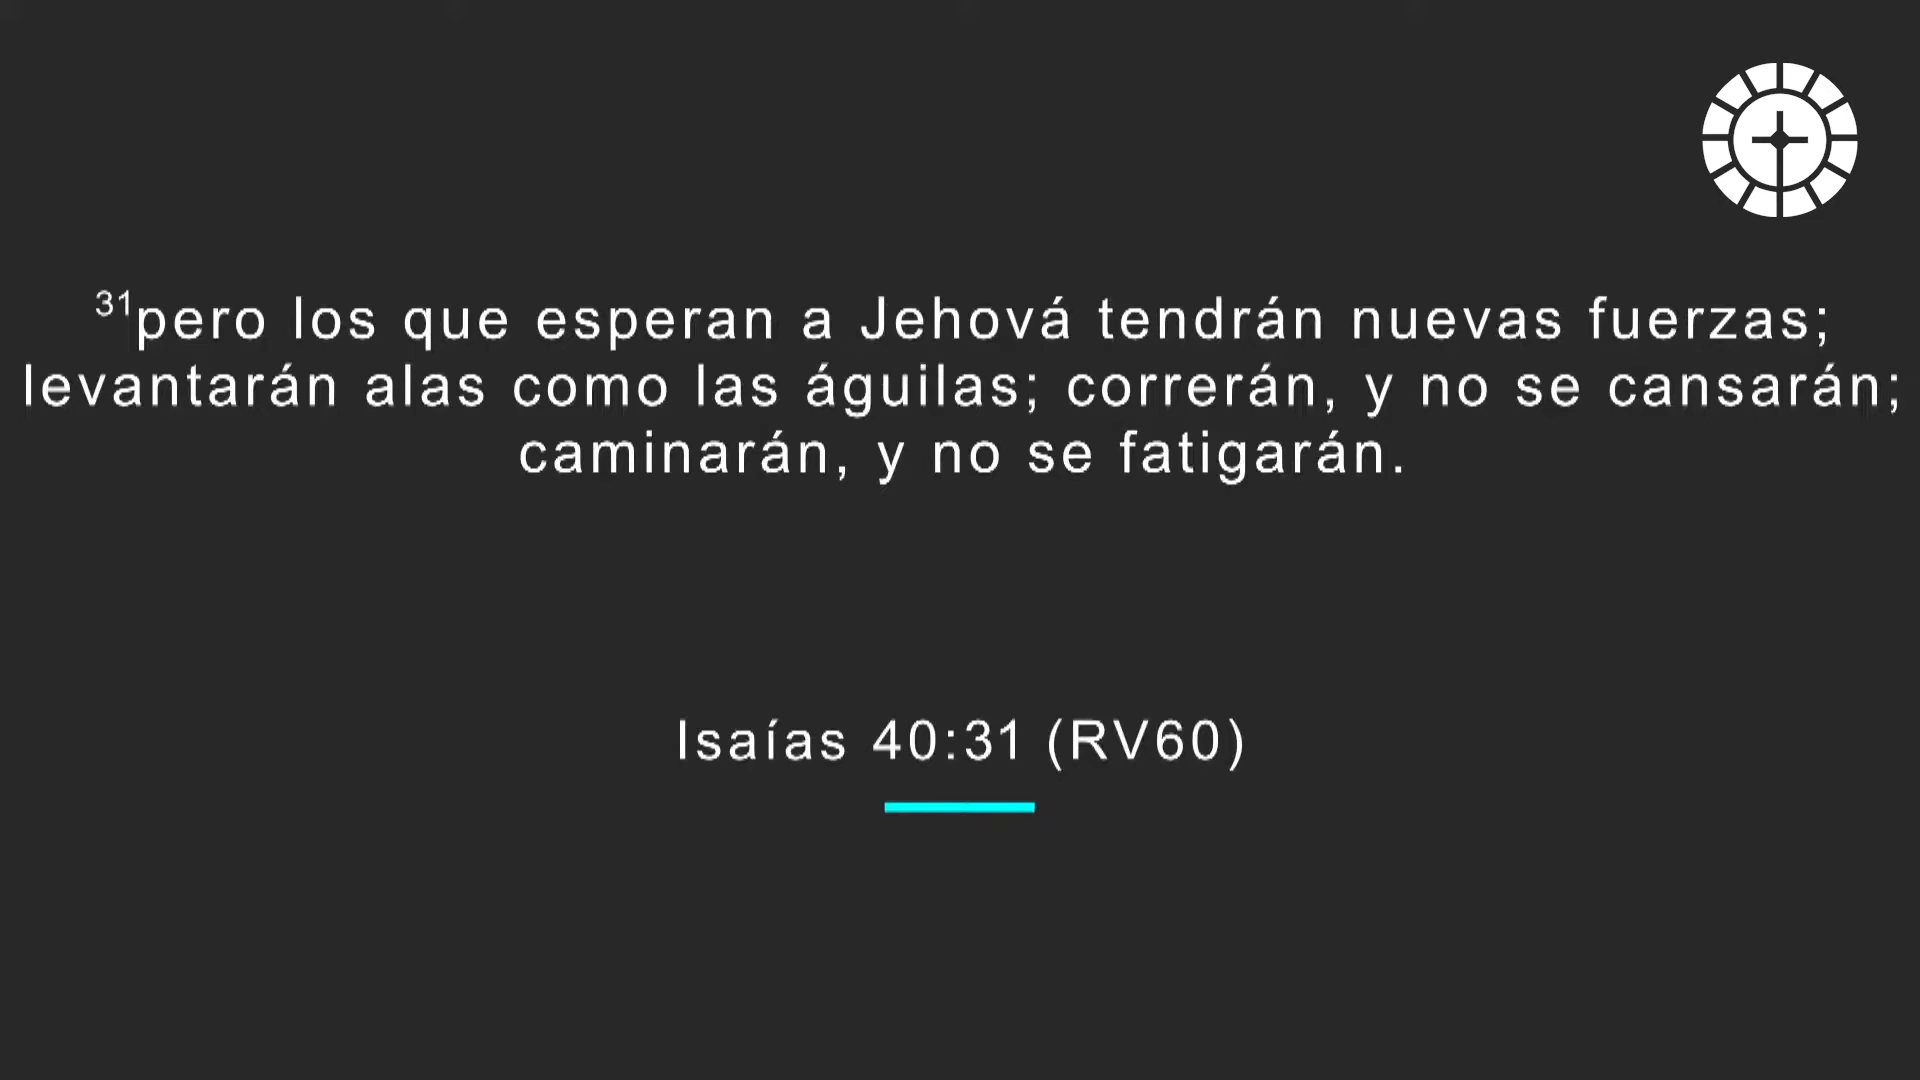 31pero los que esperan a Jehová tendrán nuevas fuerzas;
levantarán alas como las águilas; correrán, y no se cansarán;
caminarán, y no se fatigarán.
Isaías 40:31 (RV60)